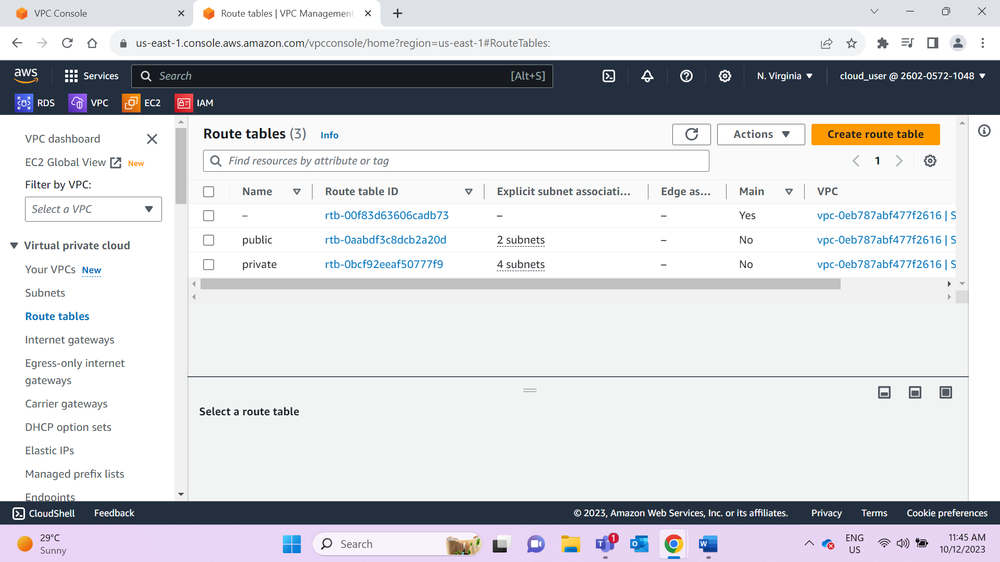 VPC Console
Route tables | VPC Management
us-east-1.console.aws.amazon.com/vpcconsole/home?region=us-east-1#RouteTables:
aws
Services
Search
[Alt+S]
N. Virginia
cloud_user @ 2602-0572-1048
RDS
VPC
EC2
IAM
VPC dashboard
EC2 Global View
New
Filter by VPC:
Select a VPC
Virtual private cloud
Your VPCs New
Subnets
Route tables
Internet gateways
Egress-only internet
gateways
Carrier gateways
DHCP option sets
Elastic IPs
Managed prefix lists
Endpoints
Route tables (3) Info
Actions
Create route table
Find resources by attribute or tag
1
Name Route table ID Explicit subnet associati... Edge as... Main VPC
– rtb-00f83d63606cadb73 – – Yes vpc-0eb787abf477f2616 | S
public rtb-0aabdf3c8dcb2a20d 2 subnets – No vpc-0eb787abf477f2616 | S
private rtb-0bcf92eeaf50777f9 4 subnets – No vpc-0eb787abf477f2616 | S
Select a route table
CloudShell
Feedback
© 2023, Amazon Web Services, Inc. or its affiliates.
Privacy
Terms
Cookie preferences
29°C
Sunny
Search
T
1
O
W
ENG
US
11:45 AM
10/12/2023